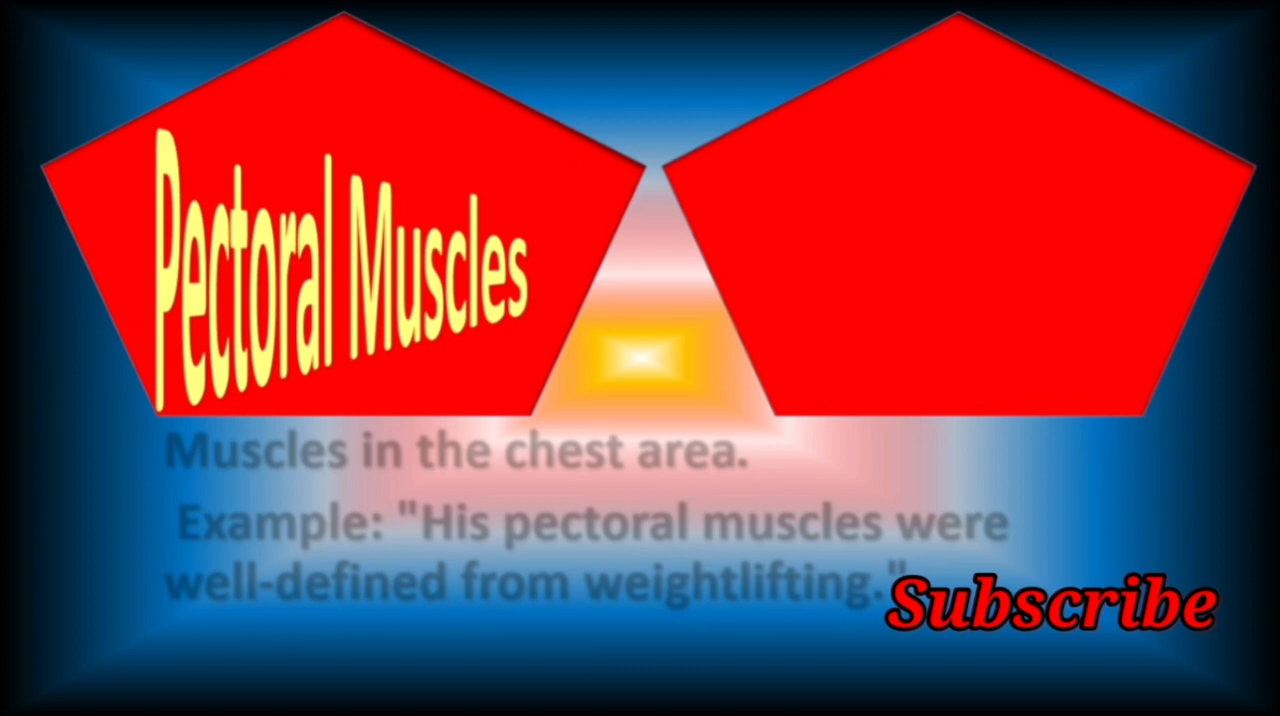 Pectoral Muscles
Muscles in the chest area.
Example: "His pectoral muscles were
well-defined from weightlifting."
Subscribe